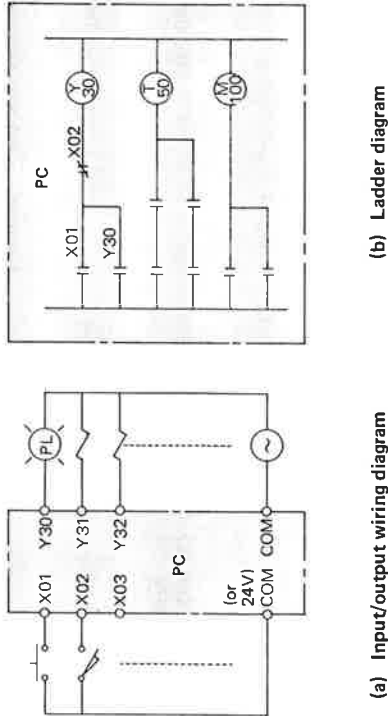 PL
X01 Y30
X02 Y31
X03 Y32
PC
(or
24V)
COM COM
(a) Input/output wiring diagram
PC
X01 X02 Y
30
Y30
T
50
M
100
(b) Ladder diagram